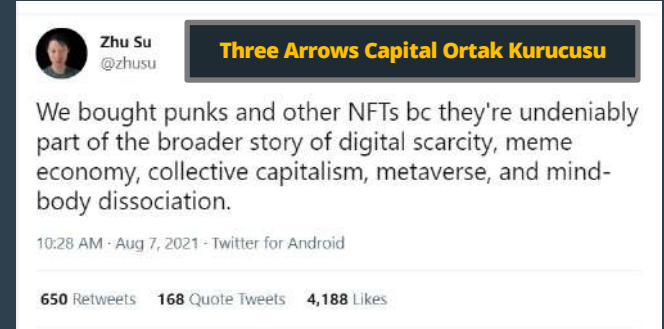 Zhu Su
@zhusu
Three Arrows Capital Ortak Kurucusu
We bought punks and other NFTs bc they're undeniably
part of the broader story of digital scarcity, meme
economy, collective capitalism, metaverse, and mind-
body dissociation.
10:28 AM · Aug 7, 2021 · Twitter for Android
650 Retweets 168 Quote Tweets 4,188 Likes